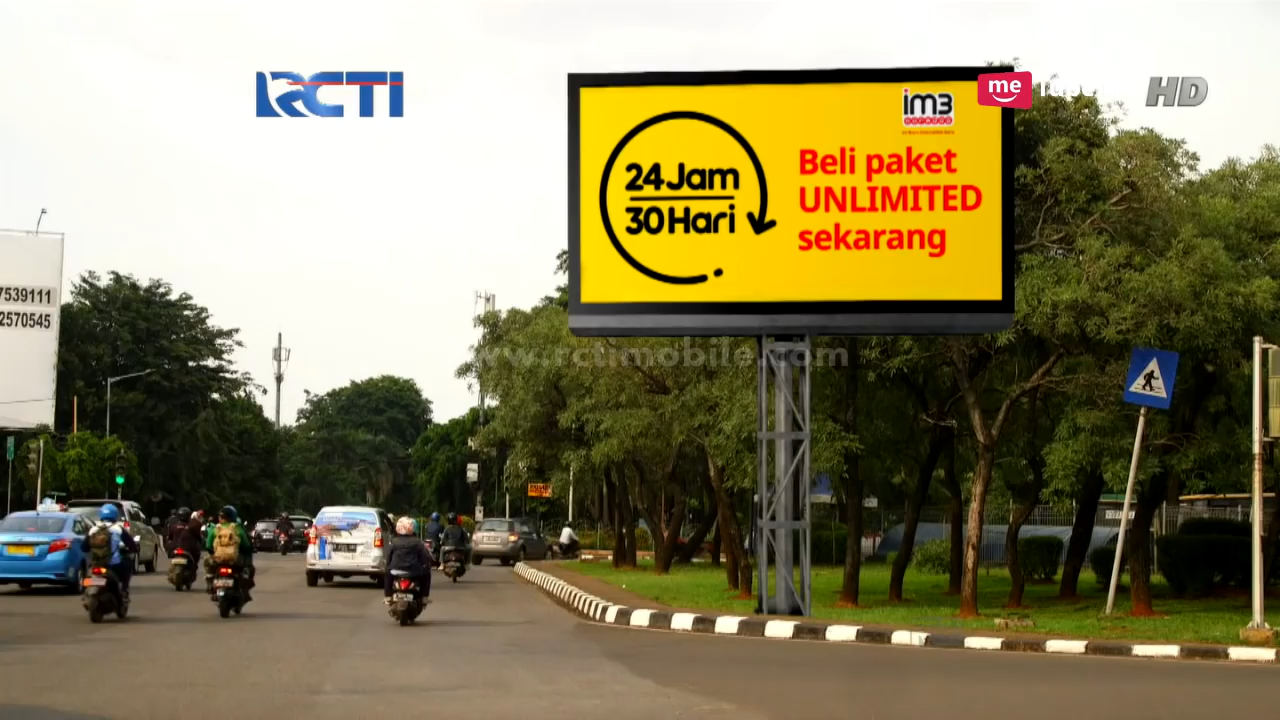 RCTI
me
HD
im3
24 Jam
30 Hari
Beli paket
UNLIMITED
sekarang
www.rctimobile.com
7539111
2570545